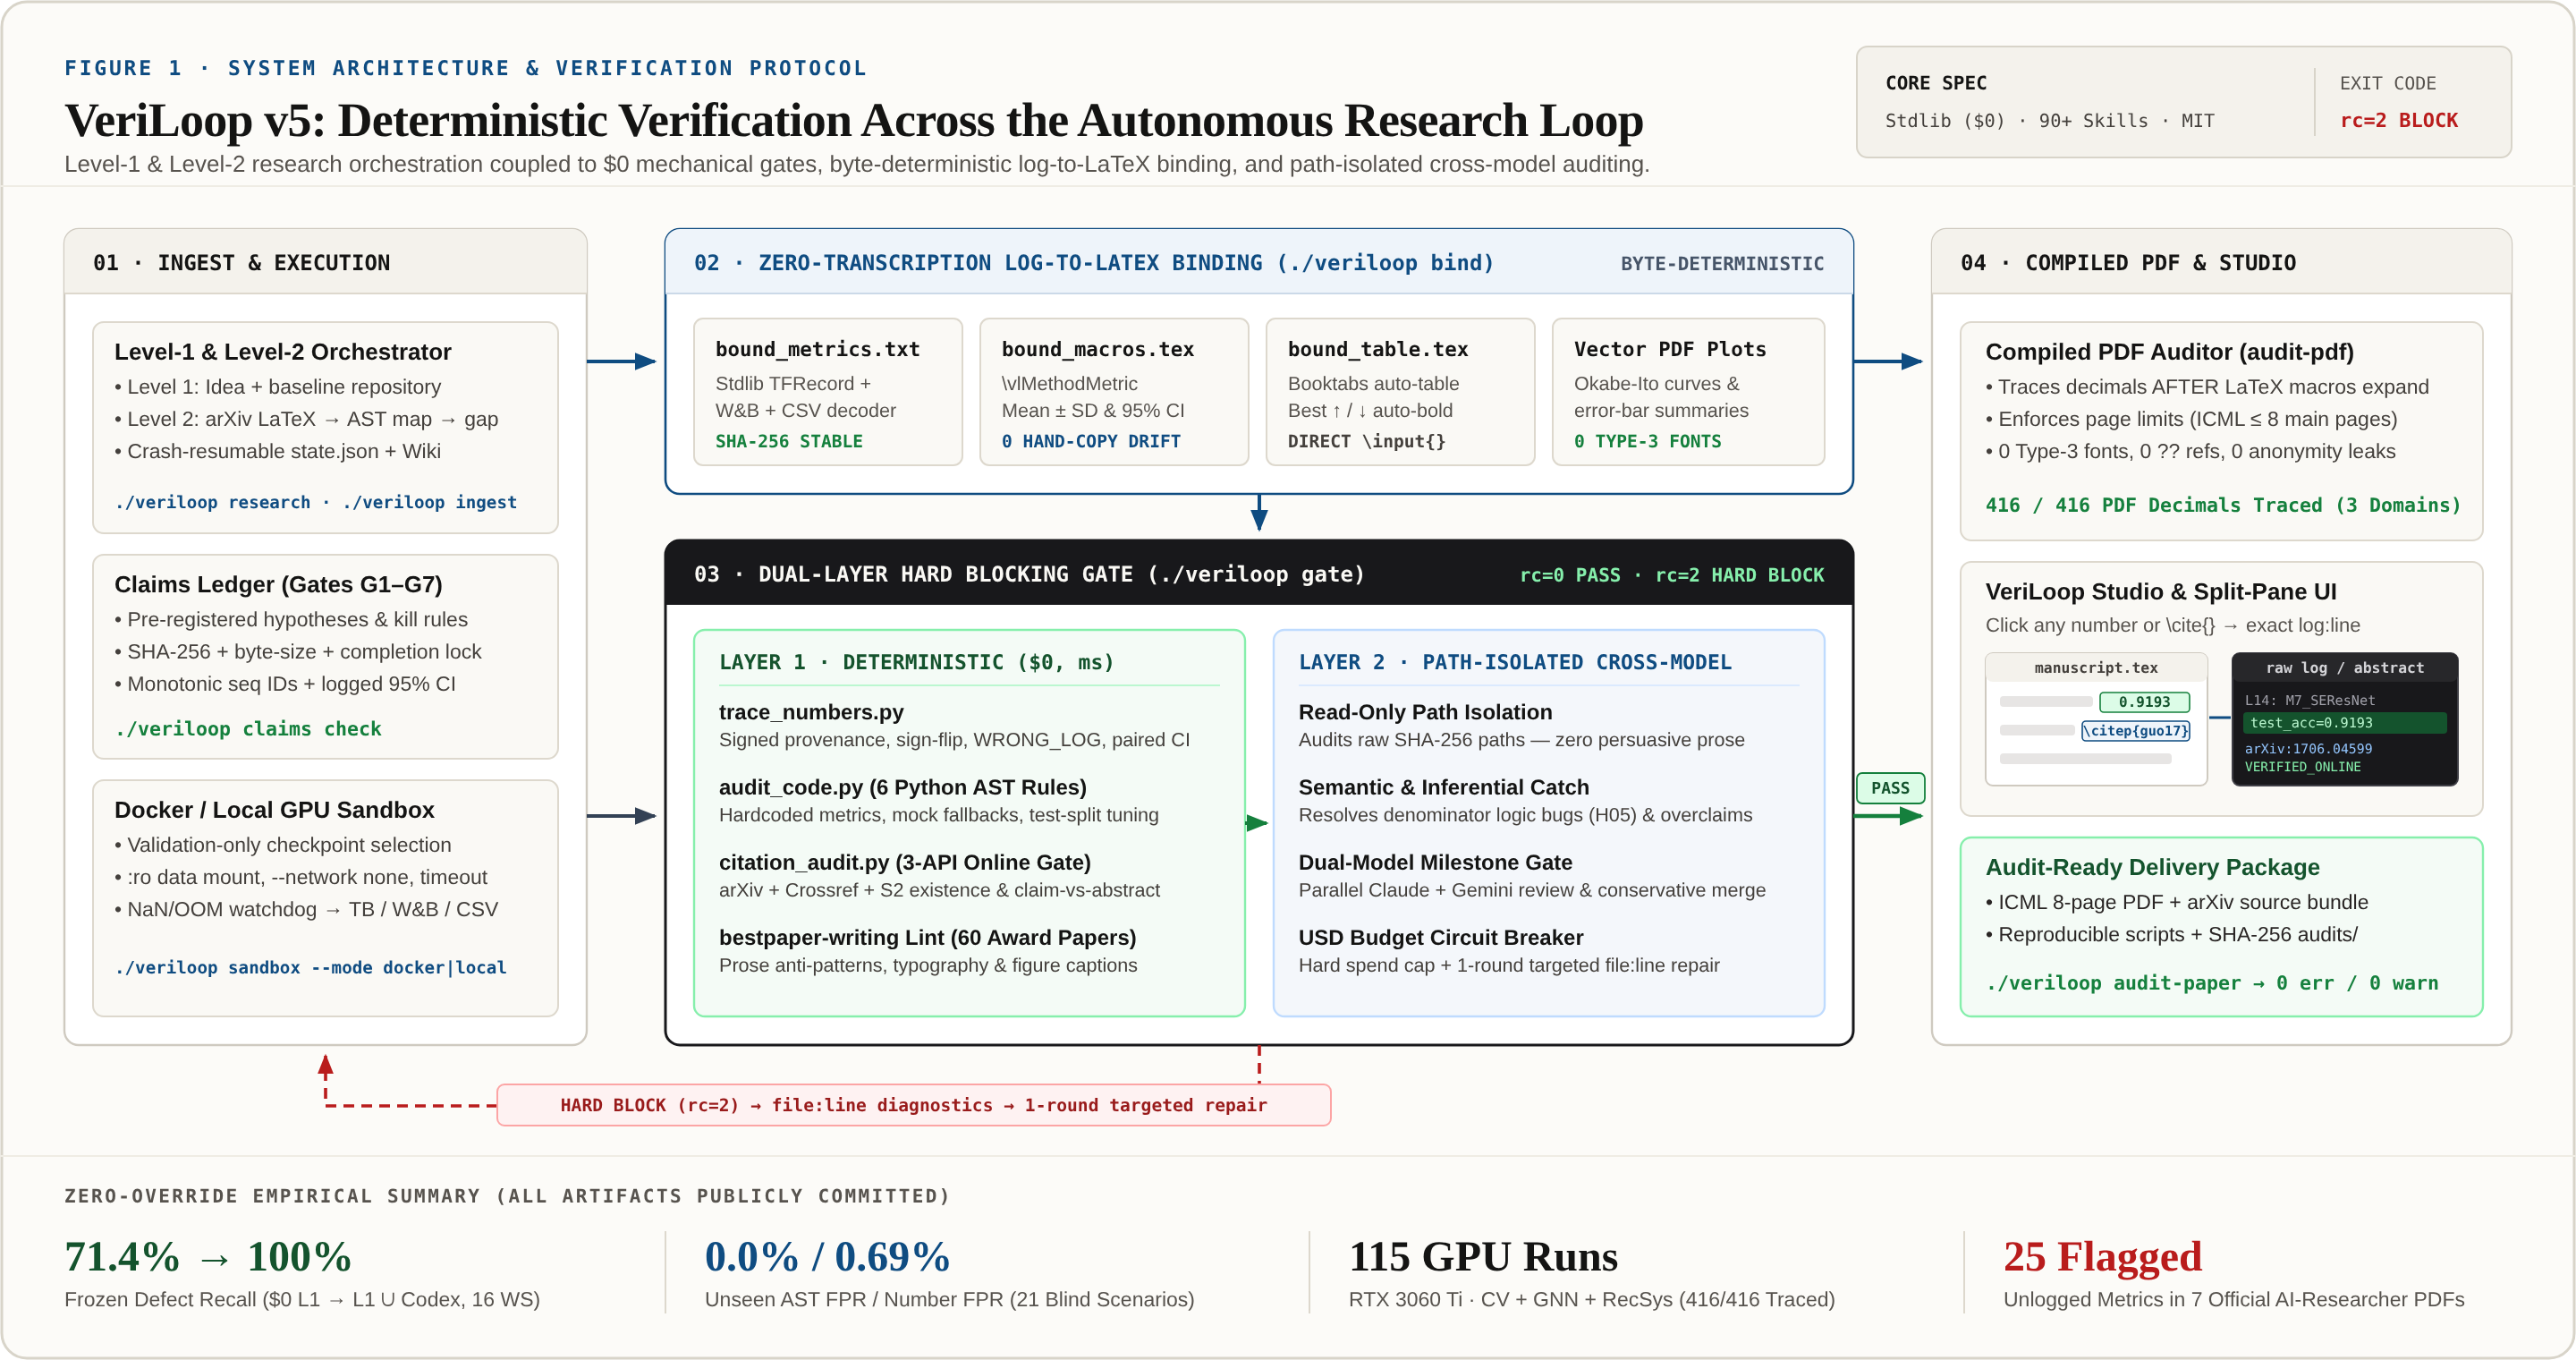 FIGURE 1 · SYSTEM ARCHITECTURE & VERIFICATION PROTOCOL
VeriLoop v5: Deterministic Verification Across the Autonomous Research Loop
Level-1 & Level-2 research orchestration coupled to $0 mechanical gates, byte-deterministic log-to-LaTeX binding, and path-isolated cross-model auditing.
CORE SPEC
Stdlib ($0) · 90+ Skills · MIT
EXIT CODE
rc=2 BLOCK
01 · INGEST & EXECUTION
Level-1 & Level-2 Orchestrator
• Level 1: Idea + baseline repository
• Level 2: arXiv LaTeX → AST map → gap
• Crash-resumable state.json + Wiki
./veriloop research · ./veriloop ingest
Claims Ledger (Gates G1–G7)
• Pre-registered hypotheses & kill rules
• SHA-256 + byte-size + completion lock
• Monotonic seq IDs + logged 95% CI
./veriloop claims check
Docker / Local GPU Sandbox
• Validation-only checkpoint selection
• :ro data mount, --network none, timeout
• NaN/OOM watchdog → TB / W&B / CSV
./veriloop sandbox --mode docker|local
02 · ZERO-TRANSCRIPTION LOG-TO-LATEX BINDING (./veriloop bind)
BYTE-DETERMINISTIC
bound_metrics.txt
Stdlib TFRecord +
W&B + CSV decoder
SHA-256 STABLE
bound_macros.tex
\vlMethodMetric
Mean ± SD & 95% CI
0 HAND-COPY DRIFT
bound_table.tex
Booktabs auto-table
Best ↑ / ↓ auto-bold
DIRECT \input{}
Vector PDF Plots
Okabe-Ito curves &
error-bar summaries
0 TYPE-3 FONTS
03 · DUAL-LAYER HARD BLOCKING GATE (./veriloop gate)
rc=0 PASS · rc=2 HARD BLOCK
LAYER 1 · DETERMINISTIC ($0, ms)
trace_numbers.py
Signed provenance, sign-flip, WRONG_LOG, paired CI
audit_code.py (6 Python AST Rules)
Hardcoded metrics, mock fallbacks, test-split tuning
citation_audit.py (3-API Online Gate)
arXiv + Crossref + S2 existence & claim-vs-abstract
bestpaper-writing Lint (60 Award Papers)
Prose anti-patterns, typography & figure captions
LAYER 2 · PATH-ISOLATED CROSS-MODEL
Read-Only Path Isolation
Audits raw SHA-256 paths — zero persuasive prose
Semantic & Inferential Catch
Resolves denominator logic bugs (H05) & overclaims
Dual-Model Milestone Gate
Parallel Claude + Gemini review & conservative merge
USD Budget Circuit Breaker
Hard spend cap + 1-round targeted file:line repair
PASS
04 · COMPILED PDF & STUDIO
Compiled PDF Auditor (audit-pdf)
• Traces decimals AFTER LaTeX macros expand
• Enforces page limits (ICML ≤ 8 main pages)
• 0 Type-3 fonts, 0 ?? refs, 0 anonymity leaks
416 / 416 PDF Decimals Traced (3 Domains)
VeriLoop Studio & Split-Pane UI
Click any number or \cite{} → exact log:line
manuscript.tex
0.9193
\citep{guo17}
raw log / abstract
L14: M7_SEResNet
test_acc=0.9193
arXiv:1706.04599
VERIFIED_ONLINE
Audit-Ready Delivery Package
• ICML 8-page PDF + arXiv source bundle
• Reproducible scripts + SHA-256 audits/
./veriloop audit-paper → 0 err / 0 warn
HARD BLOCK (rc=2) → file:line diagnostics → 1-round targeted repair
ZERO-OVERRIDE EMPIRICAL SUMMARY (ALL ARTIFACTS PUBLICLY COMMITTED)
71.4% → 100%
Frozen Defect Recall ($0 L1 → L1 ∪ Codex, 16 WS)
0.0% / 0.69%
Unseen AST FPR / Number FPR (21 Blind Scenarios)
115 GPU Runs
RTX 3060 Ti · CV + GNN + RecSys (416/416 Traced)
25 Flagged
Unlogged Metrics in 7 Official AI-Researcher PDFs